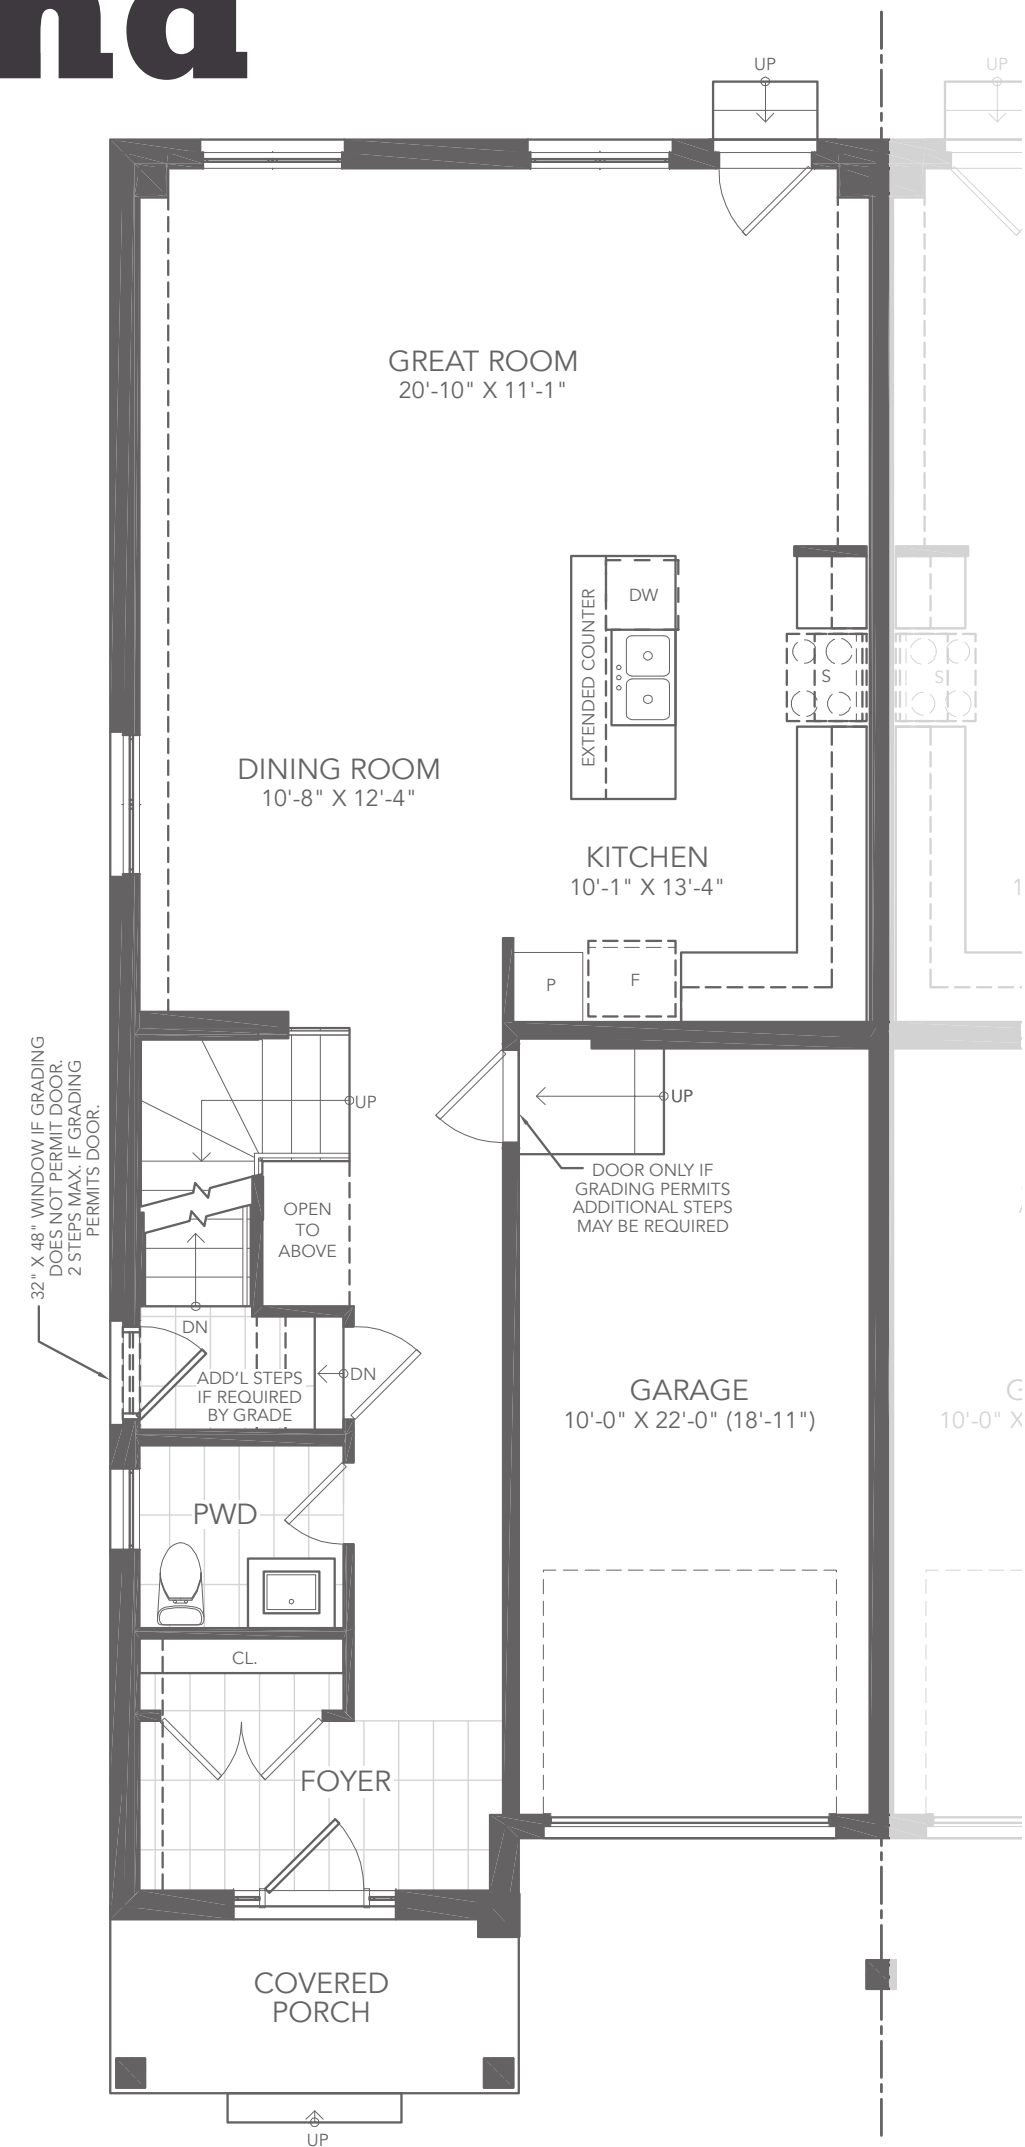 nd
UP
UP
GREAT ROOM
20'-10" X 11'-1"
DW
EXTENDED COUNTER
S
S
DINING ROOM
10'-8" X 12'-4"
KITCHEN
10'-1" X 13'-4"
P
F
32" X 48" WINDOW IF GRADING
DOES NOT PERMIT DOOR.
2 STEPS MAX. IF GRADING
PERMITS DOOR.
UP
UP
DOOR ONLY IF
GRADING PERMITS
ADDITIONAL STEPS
MAY BE REQUIRED
OPEN
TO
ABOVE
DN
DN
ADD'L STEPS
IF REQUIRED
BY GRADE
GARAGE
10'-0" X 22'-0" (18'-11")
G
10'-0" X
PWD
CL.
FOYER
COVERED
PORCH
UP